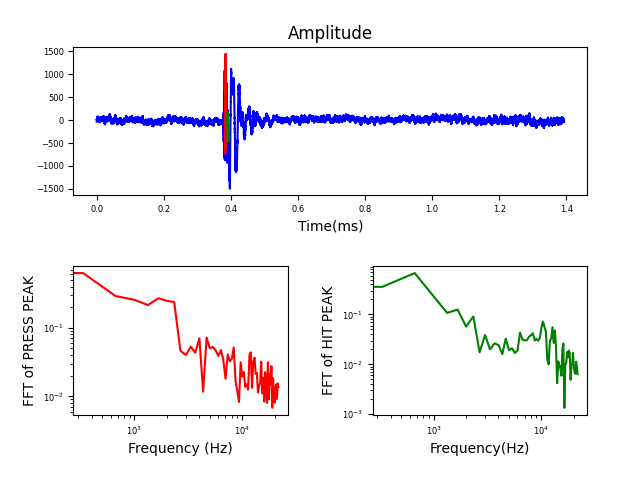 Amplitude
1500
1000
500
0
−500
−1000
−1500
0.0 0.2 0.4 0.6 0.8 1.0 1.2 1.4
Time(ms)
FFT of PRESS PEAK
10⁻¹
10⁻²
10³ 10⁴
Frequency (Hz)
FFT of HIT PEAK
10⁻¹
10⁻²
10⁻³
10³ 10⁴
Frequency(Hz)